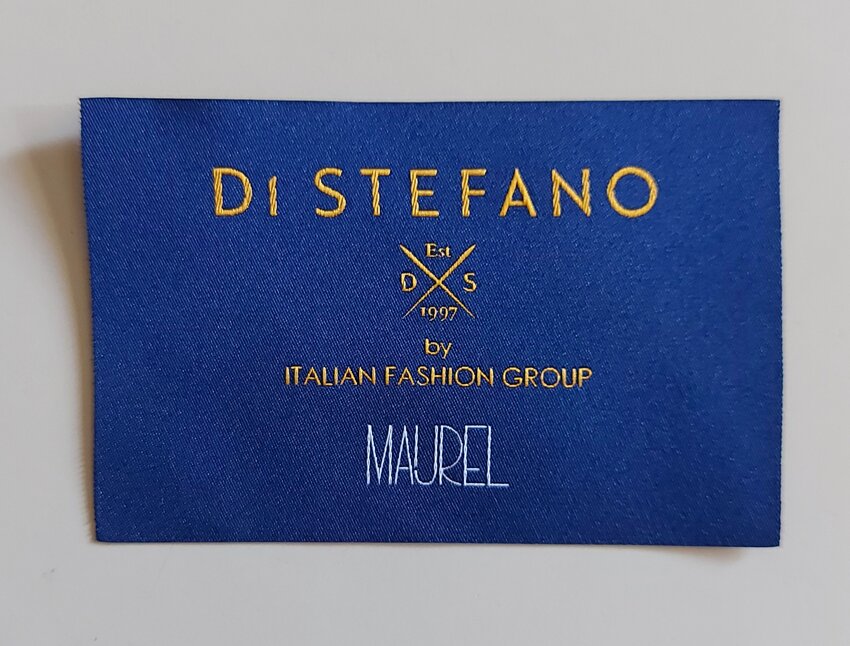 Di STEFANO
Est
D S
1997
by
ITALIAN FASHION GROUP
MAUREL